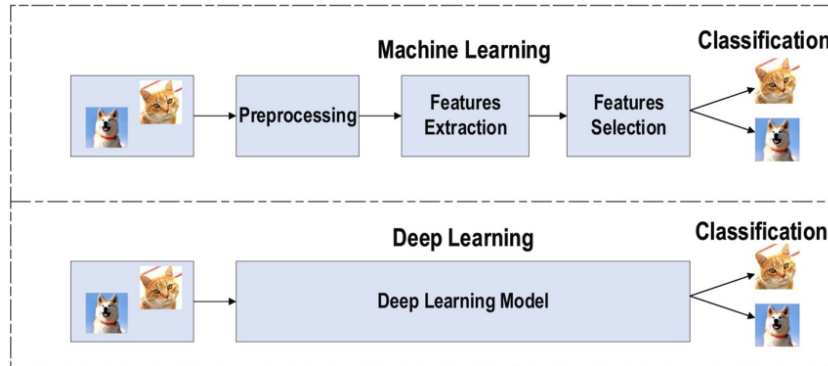 Machine Learning
Classification
Preprocessing
Features
Extraction
Features
Selection
Deep Learning
Classification
Deep Learning Model